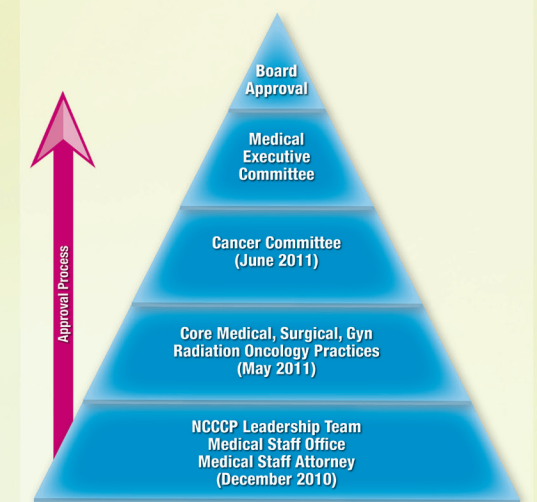 Board
Approval
Medical
Executive
Committee
Cancer Committee
(June 2011)
Approval Process
Core Medical, Surgical, Gyn
Radiation Oncology Practices
(May 2011)
NCCCP Leadership Team
Medical Staff Office
Medical Staff Attorney
(December 2010)